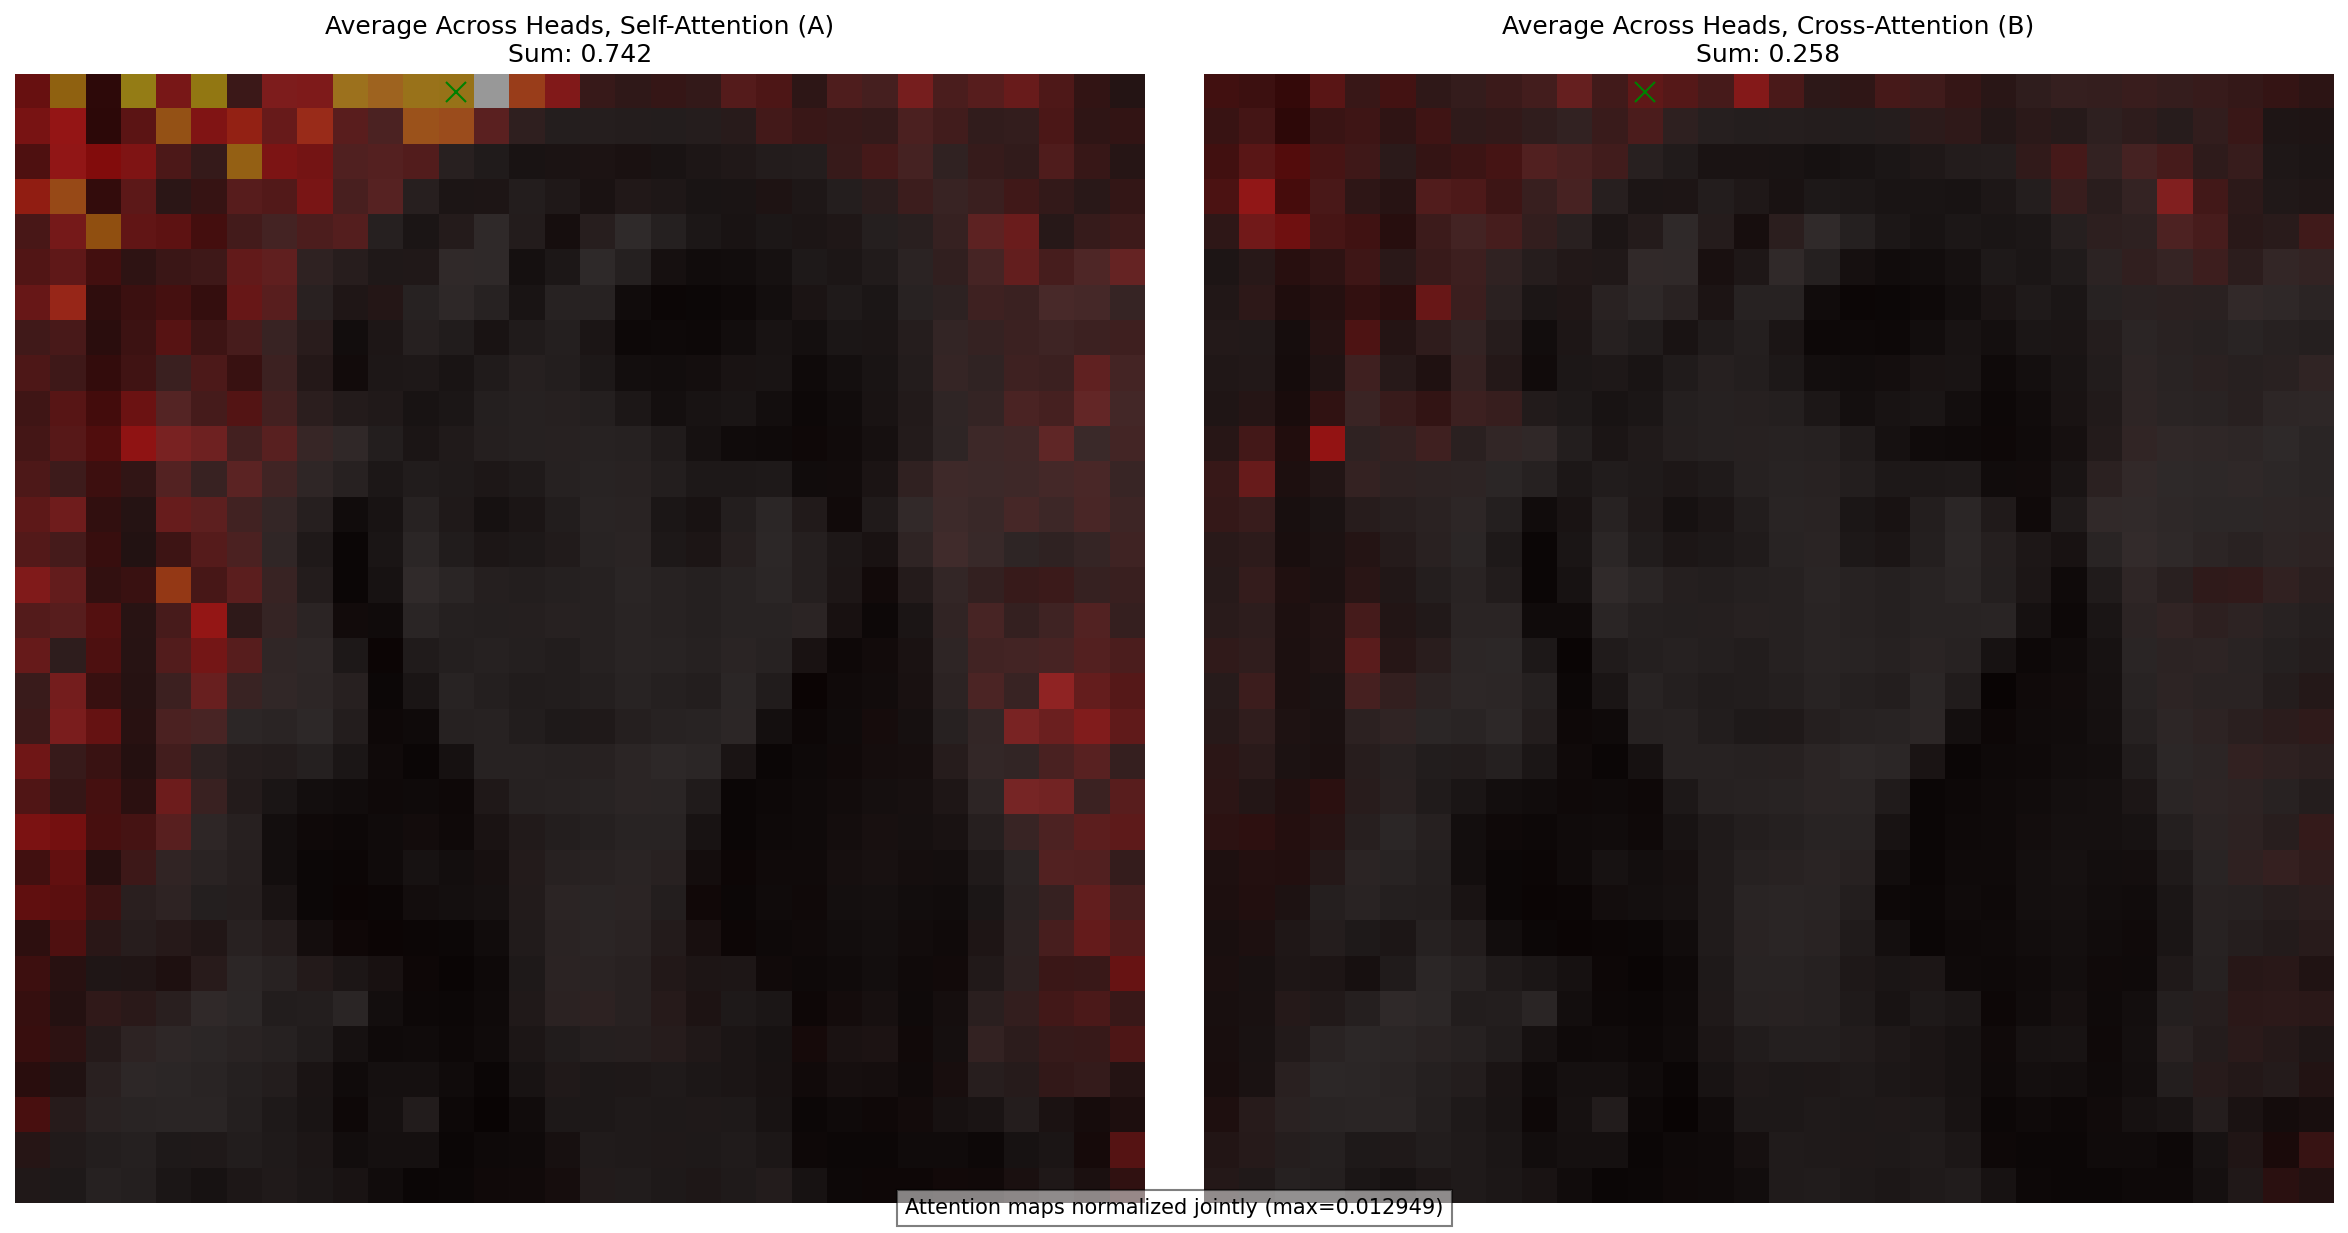 Average Across Heads, Self-Attention (A)
Sum: 0.742
Average Across Heads, Cross-Attention (B)
Sum: 0.258
Attention maps normalized jointly (max=0.012949)